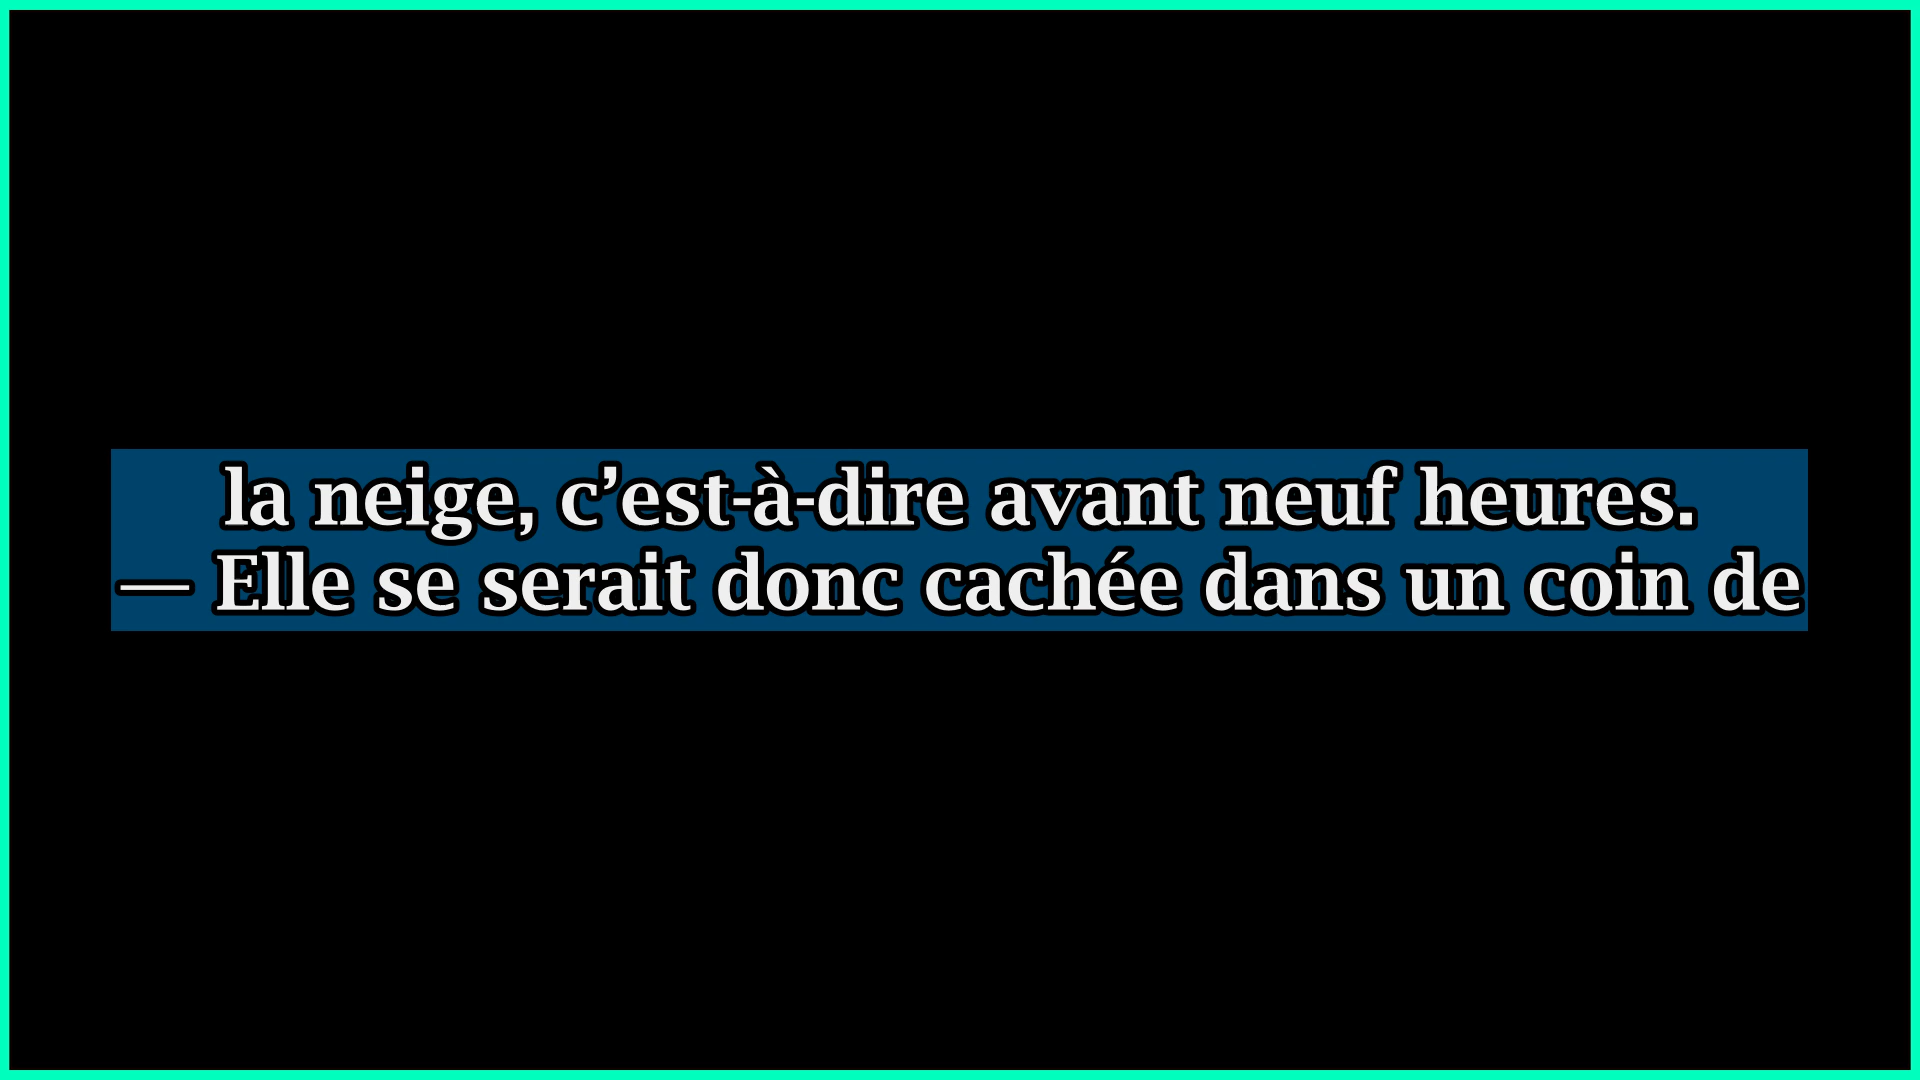 la neige, c’est-à-dire avant neuf heures.
— Elle se serait donc cachée dans un coin de